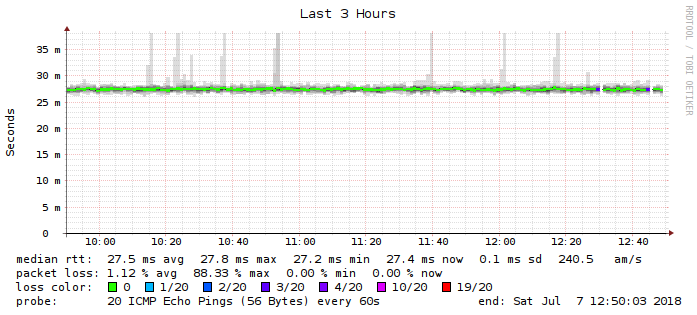 Last 3 Hours
RRDTOOL / TOBI OETIKER
Seconds
35 m
30 m
25 m
20 m
15 m
10 m
5 m
0
10:00 10:20 10:40 11:00 11:20 11:40 12:00 12:20 12:40
median rtt: 27.5 ms avg 27.8 ms max 27.2 ms min 27.4 ms now 0.1 ms sd 240.5 am/s
packet loss: 1.12 % avg 88.33 % max 0.00 % min 0.00 % now
loss color: 0 1/20 2/20 3/20 4/20 10/20 19/20
probe: 20 ICMP Echo Pings (56 Bytes) every 60s end: Sat Jul 7 12:50:03 2018